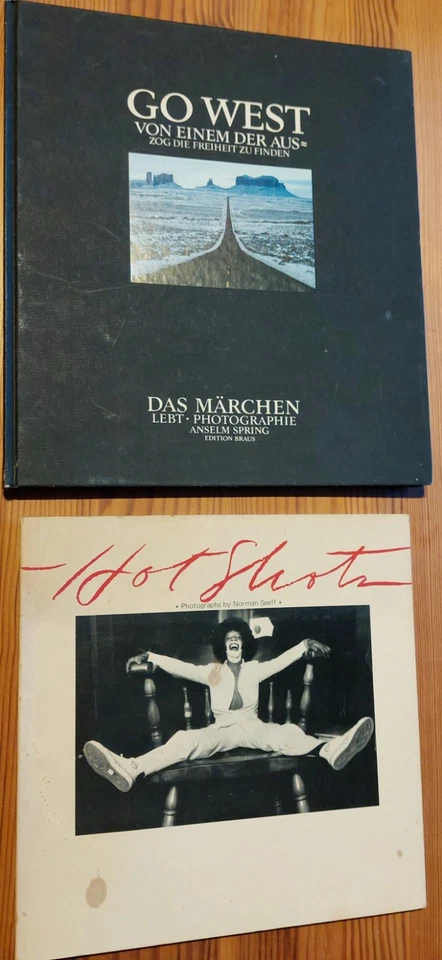 GO WEST
VON EINEM DER AUS=
ZOG DIE FREIHEIT ZU FINDEN
DAS MÄRCHEN
LEBT · PHOTOGRAPHIE
ANSELM SPRING
EDITION BRAUS
Hot Shots
• Photographs by Norman Seeff •